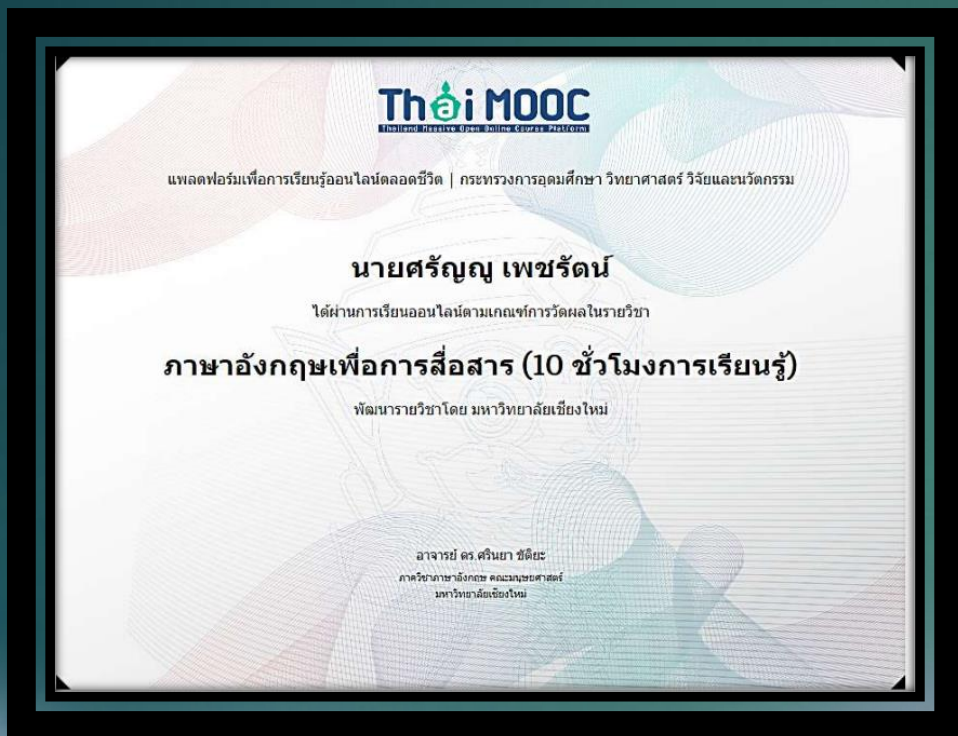 Thai MOOC
Thailand Massive Open Online Course Platform
แพลตฟอร์มเพื่อการเรียนรู้ออนไลน์ตลอดชีวิต | กระทรวงการอุดมศึกษา วิทยาศาสตร์ วิจัยและนวัตกรรม
นายศรัญญู เพชรัตน์
ได้ผ่านการเรียนออนไลน์ตามเกณฑ์การวัดผลในรายวิชา
ภาษาอังกฤษเพื่อการสื่อสาร (10 ชั่วโมงการเรียนรู้)
พัฒนารายวิชาโดย มหาวิทยาลัยเชียงใหม่
อาจารย์ ดร.ศรินยา ขัติยะ
ภาควิชาภาษาอังกฤษ คณะมนุษยศาสตร์
มหาวิทยาลัยเชียงใหม่